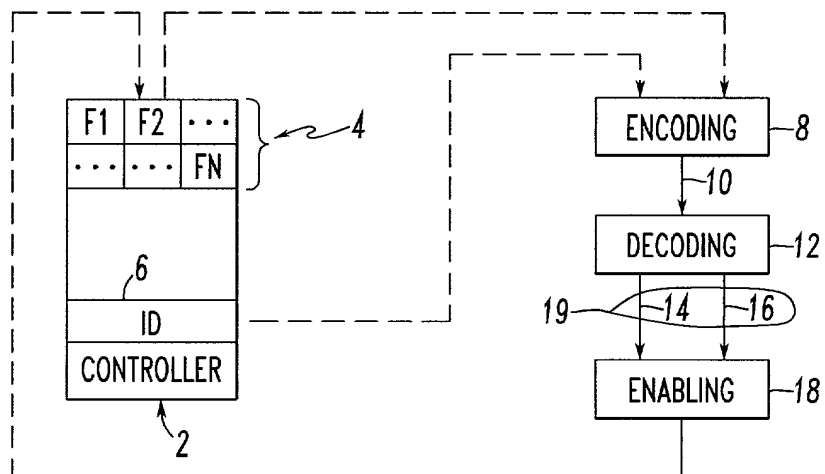 F1 F2 ...
... ... FN
4
6
ID
CONTROLLER
2
ENCODING 8
10
DECODING 12
19 14 16
ENABLING 18